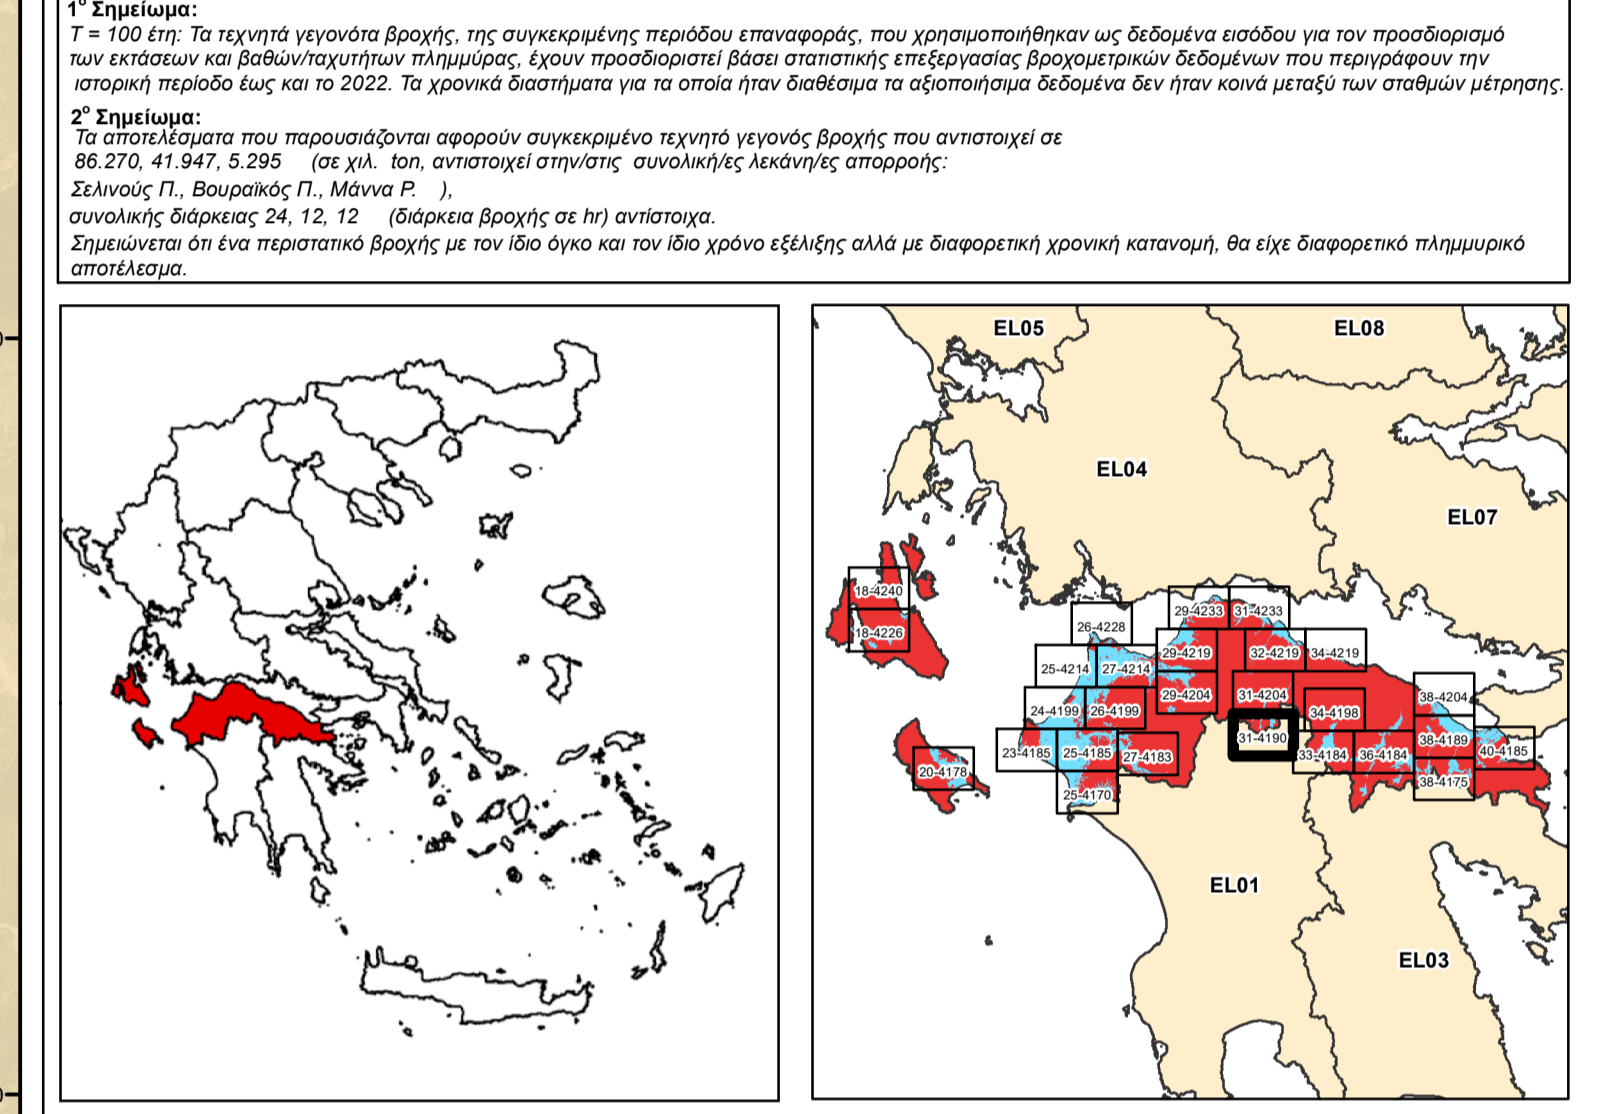 1º Σημείωμα:
T = 100 έτη: Τα τεχνητά γεγονότα βροχής, της συγκεκριμένης περιόδου επαναφοράς, που χρησιμοποιήθηκαν ως δεδομένα εισόδου για τον προσδιορισμό
των εκτάσεων και βαθών/ταχυτήτων πλημμύρας, έχουν προσδιοριστεί βάσει στατιστικής επεξεργασίας βροχομετρικών δεδομένων που περιγράφουν την
ιστορική περίοδο έως και το 2022. Τα χρονικά διαστήματα για τα οποία ήταν διαθέσιμα τα αξιοποιήσιμα δεδομένα δεν ήταν κοινά μεταξύ των σταθμών μέτρησης.
2º Σημείωμα:
Τα αποτελέσματα που παρουσιάζονται αφορούν συγκεκριμένο τεχνητό γεγονός βροχής που αντιστοιχεί σε
86.270, 41.947, 5.295 (σε χιλ. ton, αντιστοιχεί στην/στις συνολική/ες λεκάνη/ες απορροής:
Σελινούς Π., Βουραϊκός Π., Μάννα Ρ. ),
συνολικής διάρκειας 24, 12, 12 (διάρκεια βροχής σε hr) αντίστοιχα.
Σημειώνεται ότι ένα περιστατικό βροχής με τον ίδιο όγκο και τον ίδιο χρόνο εξέλιξης αλλά με διαφορετική χρονική κατανομή, θα είχε διαφορετικό πλημμυρικό
αποτέλεσμα.
EL05
EL08
EL04
EL07
18-4240
18-4226
29-4233
31-4233
26-4228
29-4219
32-4219
34-4219
25-4214
27-4214
29-4204
31-4204
38-4204
24-4199
26-4199
34-4198
31-4190
38-4189
23-4185
25-4185
27-4183
33-4184
36-4184
40-4185
20-4178
38-4175
25-4170
EL01
EL03